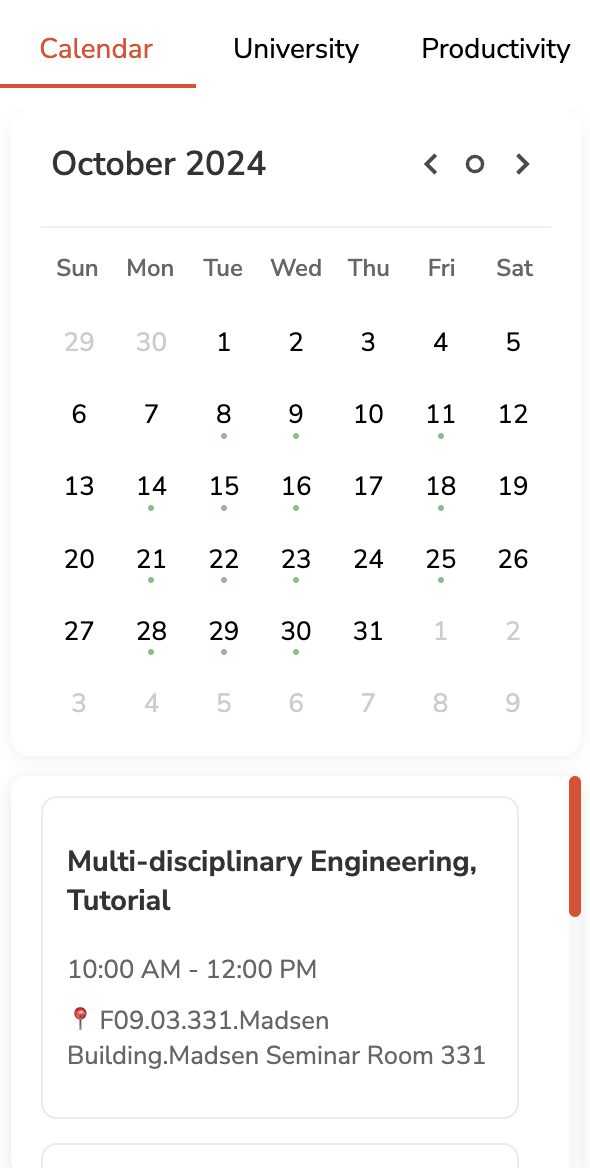 Calendar University Productivity
October 2024
Sun Mon Tue Wed Thu Fri Sat
29 30 1 2 3 4 5
6 7 8 9 10 11 12
13 14 15 16 17 18 19
20 21 22 23 24 25 26
27 28 29 30 31 1 2
3 4 5 6 7 8 9
Multi-disciplinary Engineering,
Tutorial
10:00 AM - 12:00 PM
📍 F09.03.331.Madsen
Building.Madsen Seminar Room 331